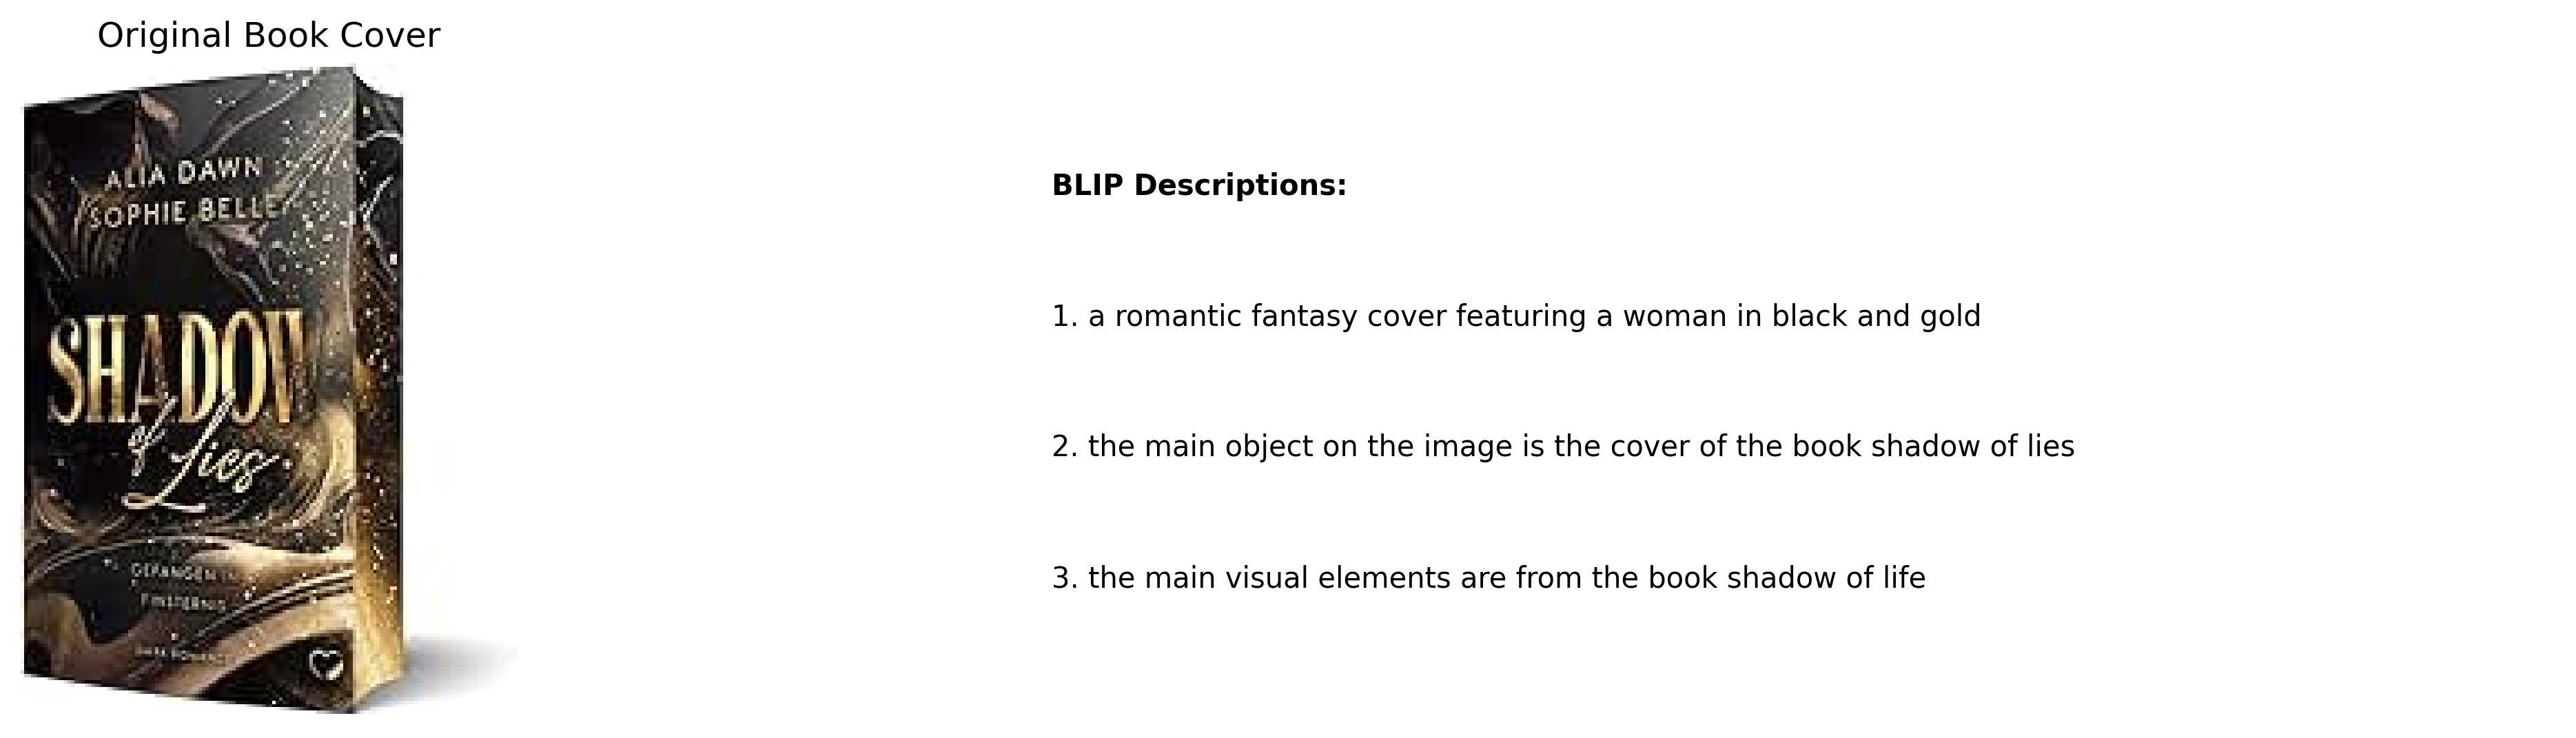 Original Book Cover
ALIA DAWN
SOPHIE BELLE
SHADOW
of
Lies
GEFANGEN
FINSTERNIS
DARK ROMANCE
BLIP Descriptions:
1. a romantic fantasy cover featuring a woman in black and gold
2. the main object on the image is the cover of the book shadow of lies
3. the main visual elements are from the book shadow of life